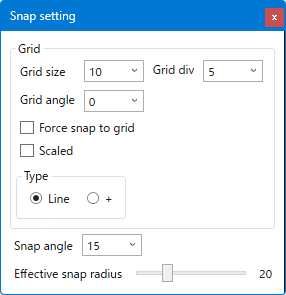 Snap setting x
Grid
Grid size 10 Grid div 5
Grid angle 0
Force snap to grid
Scaled
Type
Line +
Snap angle 15
Effective snap radius 20